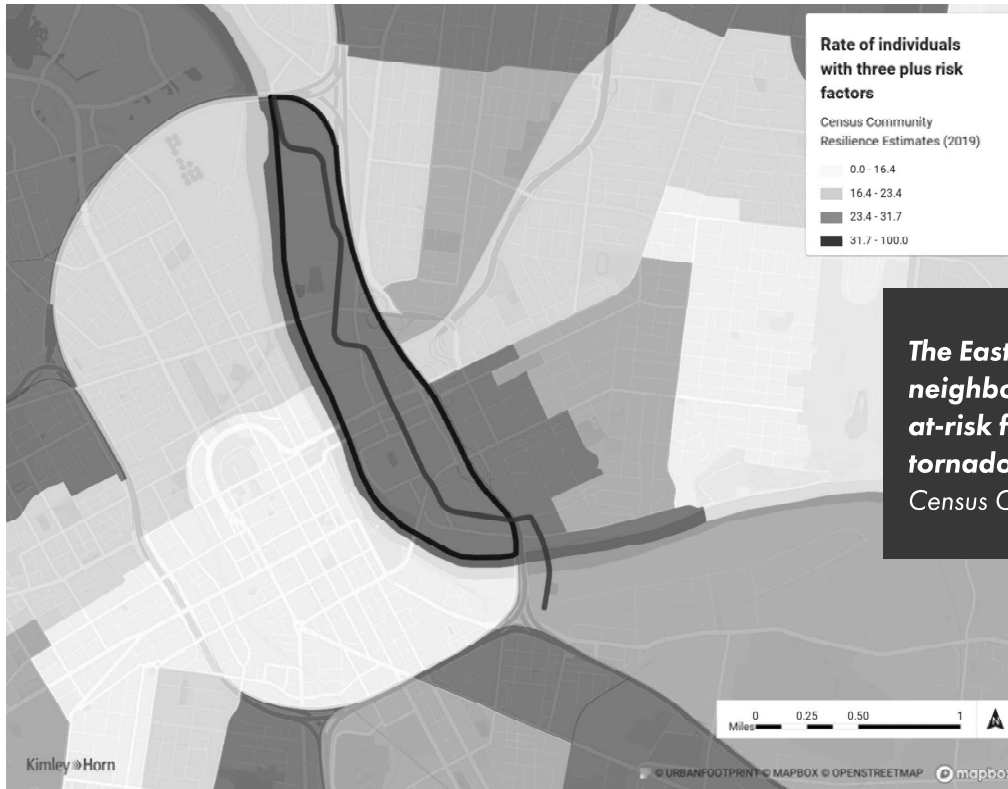 Rate of individuals
with three plus risk
factors
Census Community
Resilience Estimates (2019)
0.0 - 16.4
16.4 - 23.4
23.4 - 31.7
31.7 - 100.0
The East
neighbo
at-risk f
tornado
Census C
0 0.25 0.50 1
Miles
N
Kimley»Horn
© URBANFOOTPRINT © MAPBOX © OPENSTREETMAP mapbox